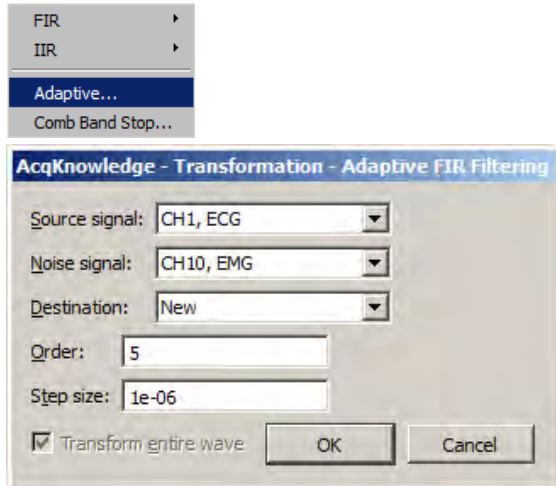 FIR
IIR
Adaptive...
Comb Band Stop...
AcqKnowledge - Transformation - Adaptive FIR Filtering
Source signal: CH1, ECG
Noise signal: CH10, EMG
Destination: New
Order: 5
Step size: 1e-06
Transform entire wave OK Cancel